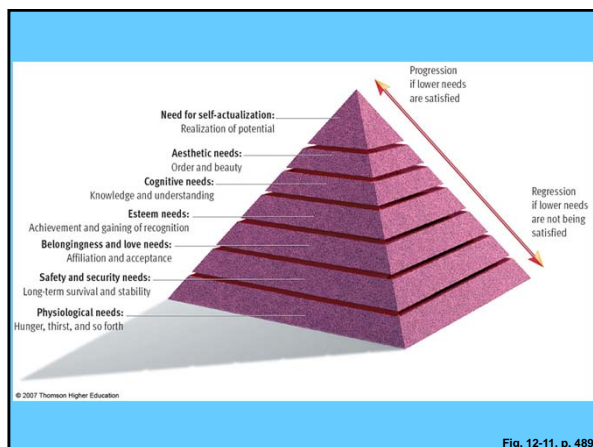 Progression
if lower needs
are satisfied
Need for self-actualization:
Realization of potential
Aesthetic needs:
Order and beauty
Cognitive needs:
Knowledge and understanding
Esteem needs:
Achievement and gaining of recognition
Belongingness and love needs:
Affiliation and acceptance
Safety and security needs:
Long-term survival and stability
Physiological needs:
Hunger, thirst, and so forth
Regression
if lower needs
are not being
satisfied
© 2007 Thomson Higher Education
Fig. 12-11, p. 489